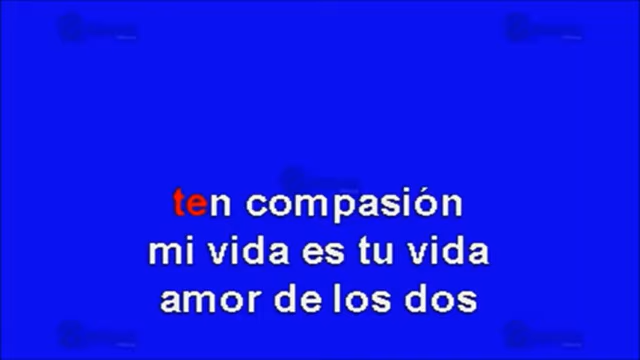 ten compasión
mi vida es tu vida
amor de los dos